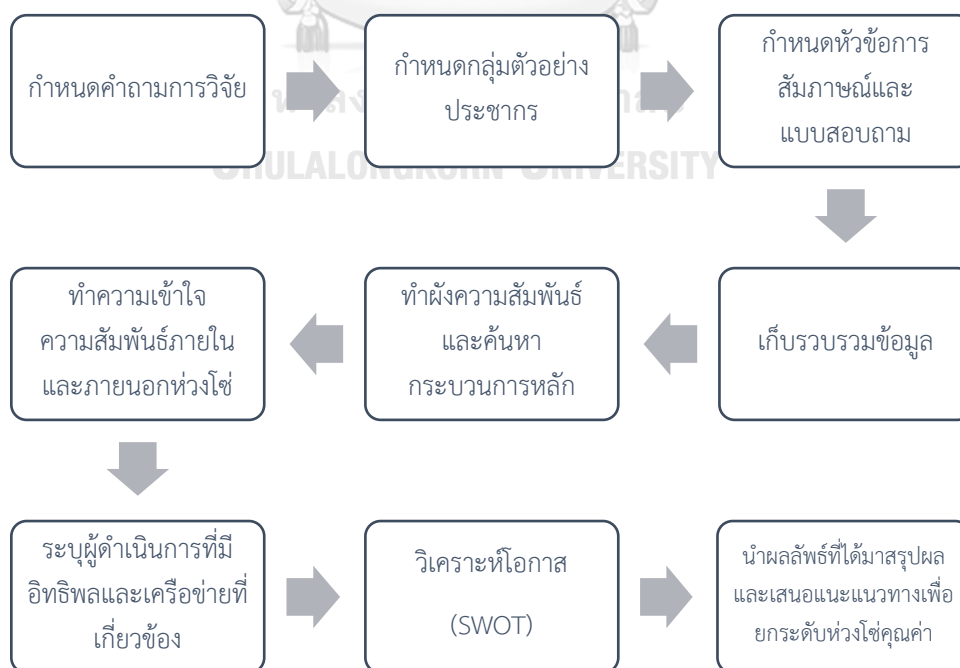 กำหนดคำถามการวิจัย
กำหนดกลุ่มตัวอย่าง
ประชากร
กำหนดหัวข้อการ
สัมภาษณ์และ
แบบสอบถาม
CHULALONGKORN UNIVERSITY
เก็บรวบรวมข้อมูล
ทำผังความสัมพันธ์
และค้นหา
กระบวนการหลัก
ทำความเข้าใจ
ความสัมพันธ์ภายใน
และภายนอกห่วงโซ่
ระบุผู้ดำเนินการที่มี
อิทธิพลและเครือข่ายที่
เกี่ยวข้อง
วิเคราะห์โอกาส
(SWOT)
นำผลลัพธ์ที่ได้มาสรุปผล
และเสนอแนะแนวทางเพื่อ
ยกระดับห่วงโซ่คุณค่า